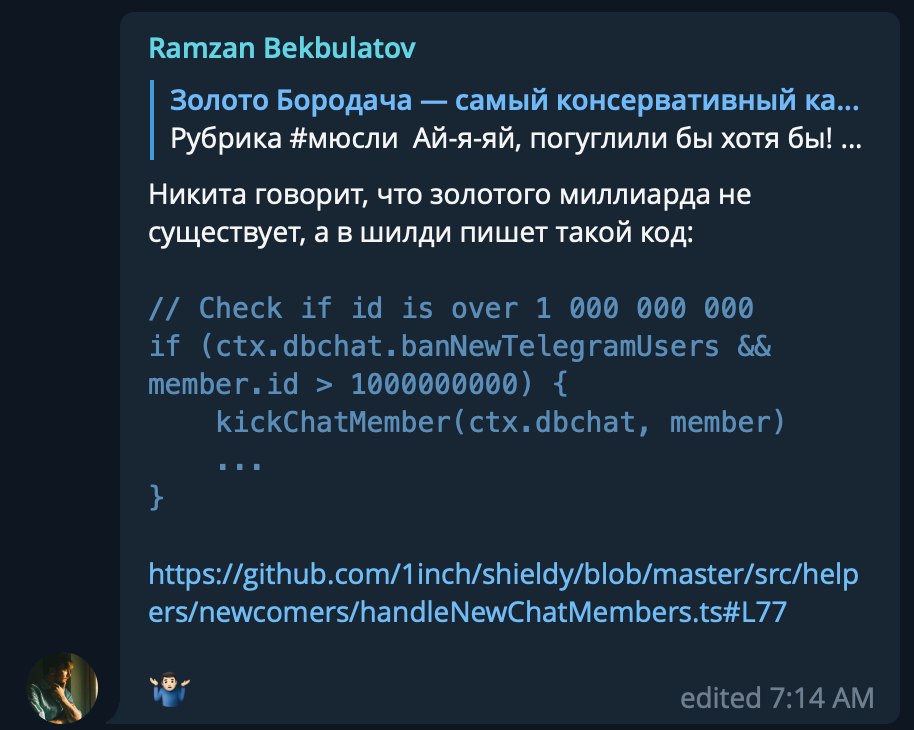 Ramzan Bekbulatov
Золото Бородача — самый консервативный ка...
Рубрика #мюсли Ай-я-яй, погуглили бы хотя бы! ...
Никита говорит, что золотого миллиарда не
существует, а в шилди пишет такой код:
// Check if id is over 1 000 000 000
if (ctx.dbchat.banNewTelegramUsers &&
member.id > 1000000000) {
    kickChatMember(ctx.dbchat, member)
    ...
}
https://github.com/1inch/shieldy/blob/master/src/help
ers/newcomers/handleNewChatMembers.ts#L77
🤷🏻‍♂️
edited 7:14 AM